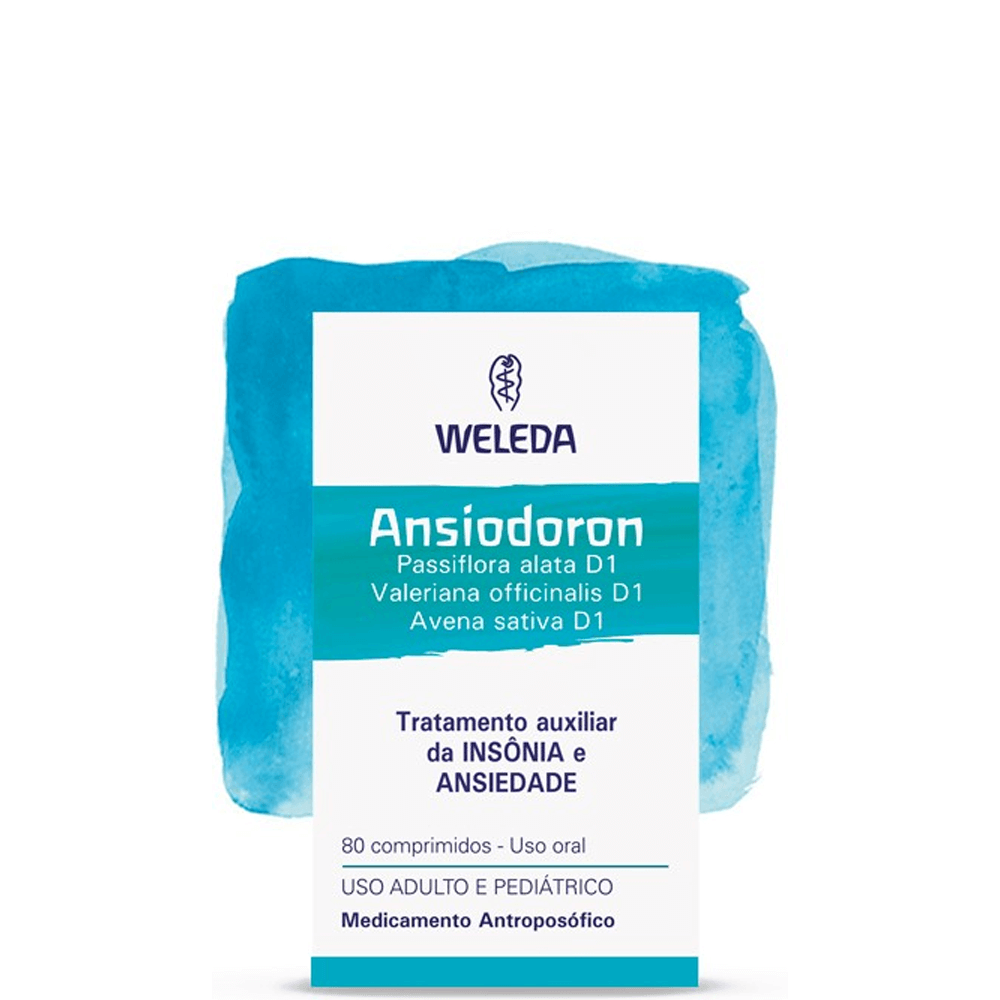 WELEDA
Ansiodoron
Passiflora alata D1
Valeriana officinalis D1
Avena sativa D1
Tratamento auxiliar
da INSÔNIA e
ANSIEDADE
80 comprimidos - Uso oral
USO ADULTO E PEDIÁTRICO
Medicamento Antroposófico